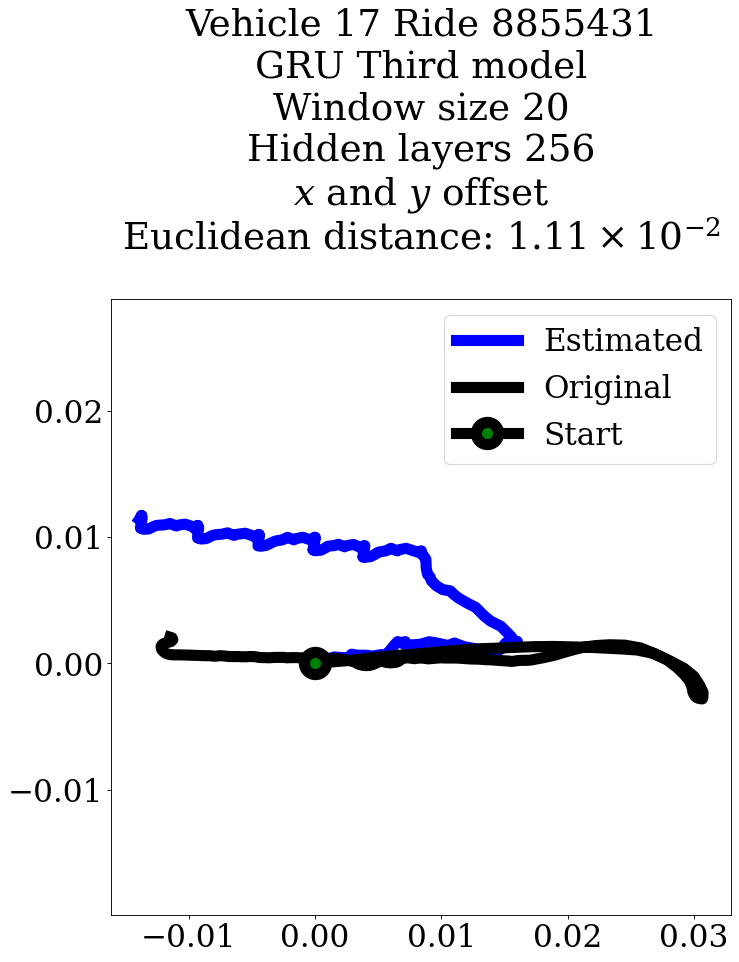 Vehicle 17 Ride 8855431
GRU Third model
Window size 20
Hidden layers 256
x and y offset
Euclidean distance: 1.11 × 10⁻²
Estimated
Original
Start
0.02
0.01
0.00
−0.01
−0.01 0.00 0.01 0.02 0.03